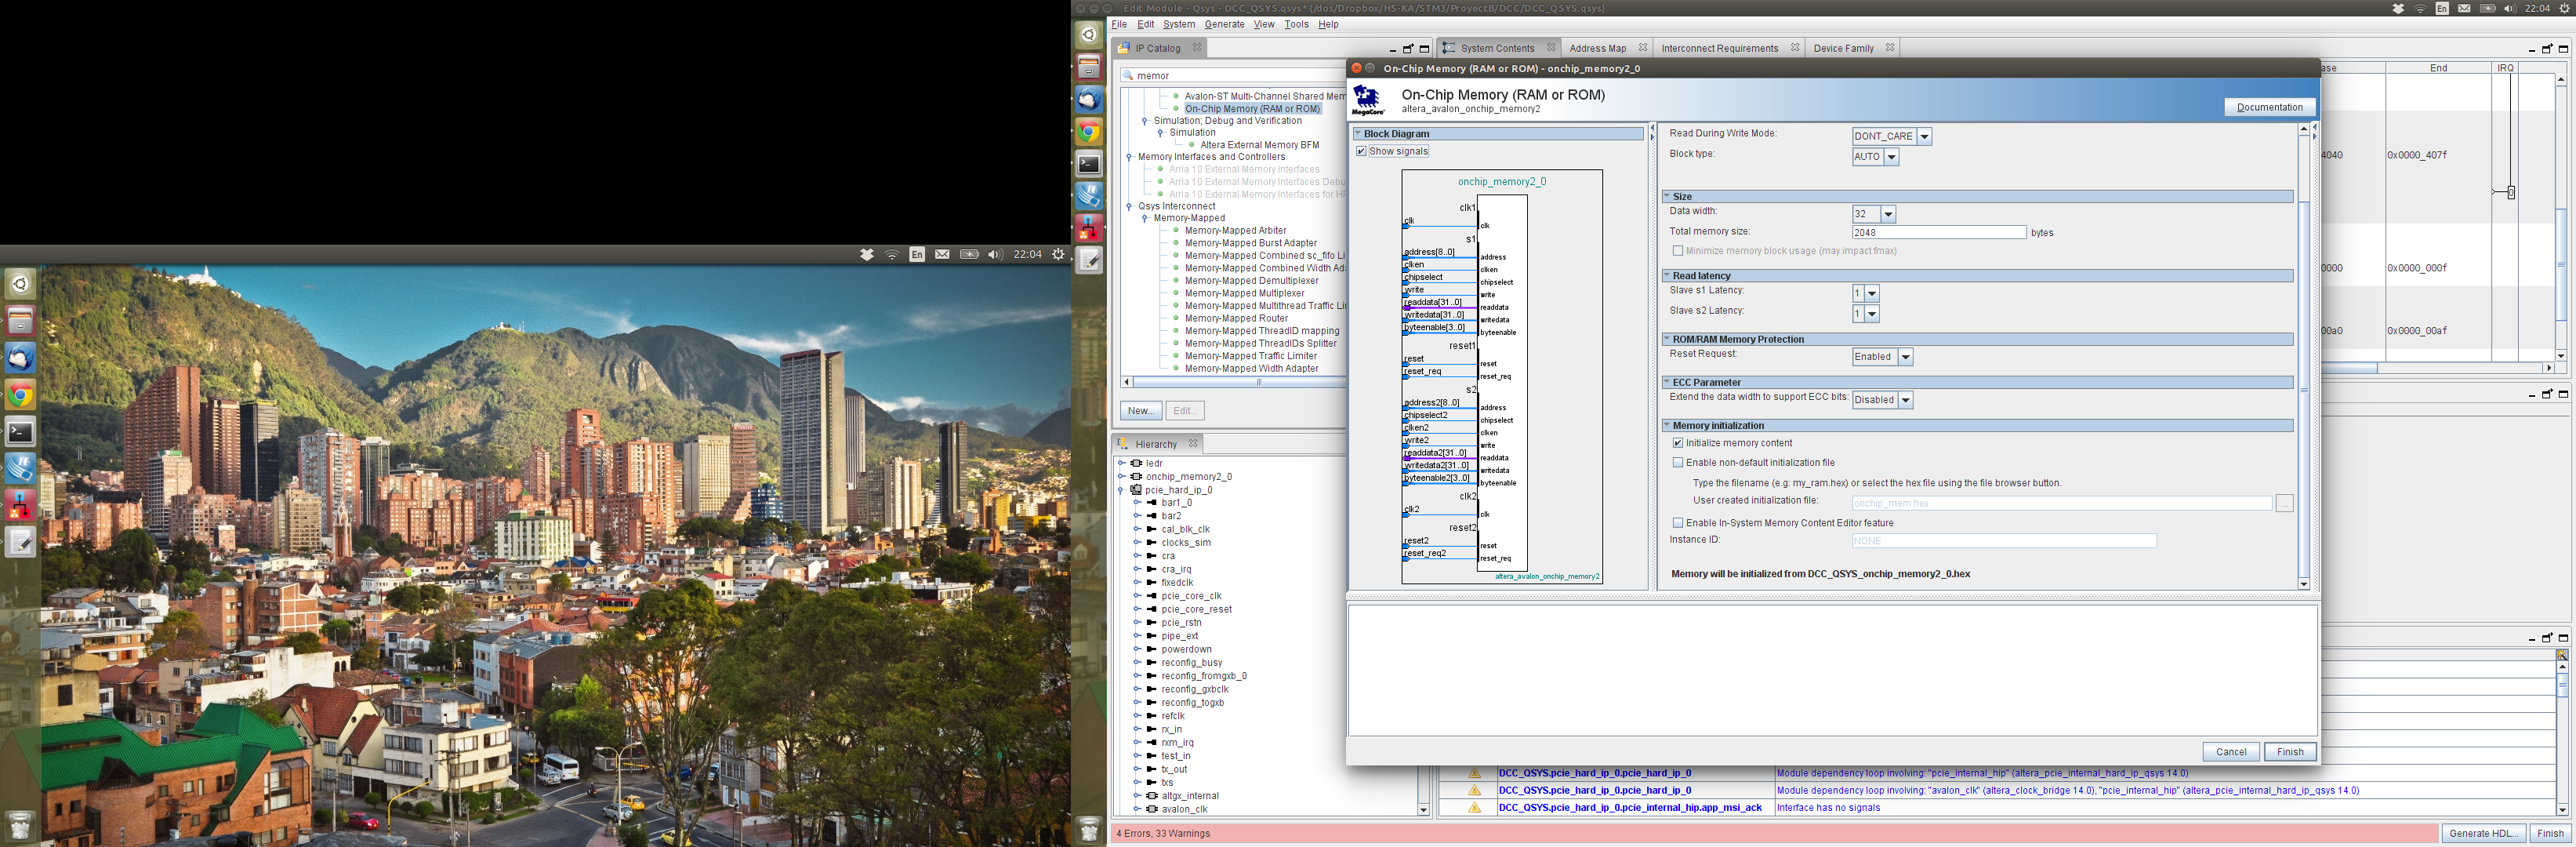 En
22:04
Edit Module - Qsys - DCC_QSYS.qsys* (/dos/Dropbox/HS-KA/STM3/ProyectB/DCC/DCC_QSYS.qsys)
En
22:04
File Edit System Generate View Tools Help
IP Catalog
memor
Avalon-ST Multi-Channel Shared Mem
On-Chip Memory (RAM or ROM)
Simulation; Debug and Verification
Simulation
Altera External Memory BFM
Memory Interfaces and Controllers
Arria 10 External Memory Interfaces
Arria 10 External Memory Interfaces Debu
Arria 10 External Memory Interfaces for HP
Qsys Interconnect
Memory-Mapped
Memory-Mapped Arbiter
Memory-Mapped Burst Adapter
Memory-Mapped Combined sc_fifo Li
Memory-Mapped Combined Width Ada
Memory-Mapped Demultiplexer
Memory-Mapped Multiplexer
Memory-Mapped Multithread Traffic Lir
Memory-Mapped Router
Memory-Mapped ThreadID mapping
Memory-Mapped ThreadIDs Splitter
Memory-Mapped Traffic Limiter
Memory-Mapped Width Adapter
New... Edit...
Hierarchy
ledr
onchip_memory2_0
pcie_hard_ip_0
bar1_0
bar2
cal_blk_clk
clocks_sim
cra
cra_irq
fixedclk
pcie_core_clk
pcie_core_reset
pcie_rstn
pipe_ext
powerdown
reconfig_busy
reconfig_fromgxb_0
reconfig_gxbclk
reconfig_togxb
refclk
rx_in
rxm_irq
test_in
tx_out
txs
altgx_internal
avalon_clk
System Contents Address Map Interconnect Requirements Device Family
ase End IRQ
4040 0x0000_407f
0000 0x0000_000f
00a0 0x0000_00af
On-Chip Memory (RAM or ROM) - onchip_memory2_0
MegaCore
On-Chip Memory (RAM or ROM)
altera_avalon_onchip_memory2
Documentation
Block Diagram
Show signals
onchip_memory2_0
clk1
clk
clk
s1
address[8..0]
address
clken
clken
chipselect
chipselect
write
write
readdata[31..0]
readdata
writedata[31..0]
writedata
byteenable[3..0]
byteenable
reset1
reset
reset
reset_req
reset_req
s2
address2[8..0]
address
chipselect2
chipselect
clken2
clken
write2
write
readdata2[31..0]
readdata
writedata2[31..0]
writedata
byteenable2[3..0]
byteenable
clk2
clk2
clk
reset2
reset2
reset
reset_req2
reset_req
altera_avalon_onchip_memory2
Read During Write Mode: DONT_CARE
Block type: AUTO
Size
Data width: 32
Total memory size: 2048 bytes
Minimize memory block usage (may impact fmax)
Read latency
Slave s1 Latency: 1
Slave s2 Latency: 1
ROM/RAM Memory Protection
Reset Request: Enabled
ECC Parameter
Extend the data width to support ECC bits: Disabled
Memory initialization
Initialize memory content
Enable non-default initialization file
Type the filename (e.g: my_ram.hex) or select the hex file using the file browser button.
User created initialization file: onchip_mem.hex ...
Enable In-System Memory Content Editor feature
Instance ID: NONE
Memory will be initialized from DCC_QSYS_onchip_memory2_0.hex
Cancel Finish
DCC_QSYS.pcie_hard_ip_0.pcie_hard_ip_0 Module dependency loop involving: "pcie_internal_hip" (altera_pcie_internal_hard_ip_qsys 14.0)
DCC_QSYS.pcie_hard_ip_0.pcie_hard_ip_0 Module dependency loop involving: "avalon_clk" (altera_clock_bridge 14.0), "pcie_internal_hip" (altera_pcie_internal_hard_ip_qsys 14.0)
DCC_QSYS.pcie_hard_ip_0.pcie_internal_hip.app_msi_ack Interface has no signals
4 Errors, 33 Warnings
Generate HDL... Finish